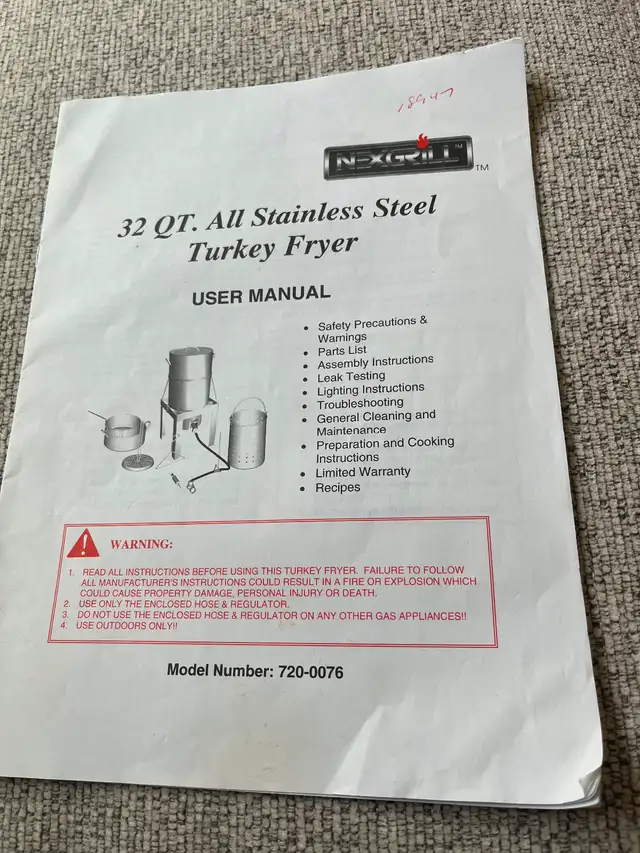 18947
NEXGRILL TM
TM
32 QT. All Stainless Steel
Turkey Fryer
USER MANUAL
• Safety Precautions &
Warnings
• Parts List
• Assembly Instructions
• Leak Testing
• Lighting Instructions
• Troubleshooting
• General Cleaning and
Maintenance
• Preparation and Cooking
Instructions
• Limited Warranty
• Recipes
WARNING:
1. READ ALL INSTRUCTIONS BEFORE USING THIS TURKEY FRYER. FAILURE TO FOLLOW
ALL MANUFACTURER'S INSTRUCTIONS COULD RESULT IN A FIRE OR EXPLOSION WHICH
COULD CAUSE PROPERTY DAMAGE, PERSONAL INJURY OR DEATH.
2. USE ONLY THE ENCLOSED HOSE & REGULATOR.
3. DO NOT USE THE ENCLOSED HOSE & REGULATOR ON ANY OTHER GAS APPLIANCES!!
4. USE OUTDOORS ONLY!!
Model Number: 720-0076